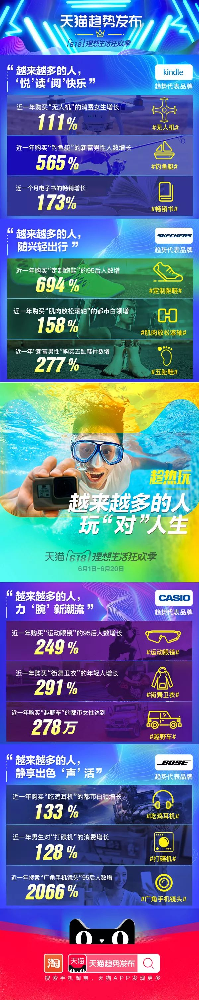 天猫趋势发布
618理想生活狂欢季
“越来越多的人，
‘悦’读‘阅’快乐”
kindle
趋势代表品牌
近一年购买“无人机”的消费女生增长
111%
#无人机#
近一年购买“钓鱼艇”的新富男性人数增长
565%
#钓鱼艇#
近一个月电子书的畅销增长
173%
#畅销书#
“越来越多的人，
随兴轻出行”
SKECHERS
趋势代表品牌
近一年购买“定制跑鞋”的95后人数增
694%
#定制跑鞋#
近一年购买“肌肉放松滚轴”的都市白领增
158%
#肌肉放松滚轴#
近一年“新富男性”购买五趾鞋件数增
277%
#五趾鞋#
趁热玩
越来越多的人
玩“对”人生
天猫618理想生活狂欢季
6月1日-6月20日
“越来越多的人，
力‘腕’新潮流”
CASIO
趋势代表品牌
近一年购买“运动眼镜”的95后人数增长
249%
#运动眼镜#
近一年购买“街舞卫衣”的年轻人增长
291%
#街舞卫衣#
近一年购买“越野车”的都市女性达到
278万
#越野车#
“越来越多的人，
静享出色‘声’活”
BOSE
趋势代表品牌
近一年购买“吃鸡耳机”的都市白领增长
133%
#吃鸡耳机#
近一年男生对“打碟机”的消费增长
128%
#打碟机#
近一年搜索“广角手机镜头”95后人数增
2066%
#广角手机镜头#
淘
天猫
天猫趋势发布
搜索手机淘宝、天猫APP发现更多